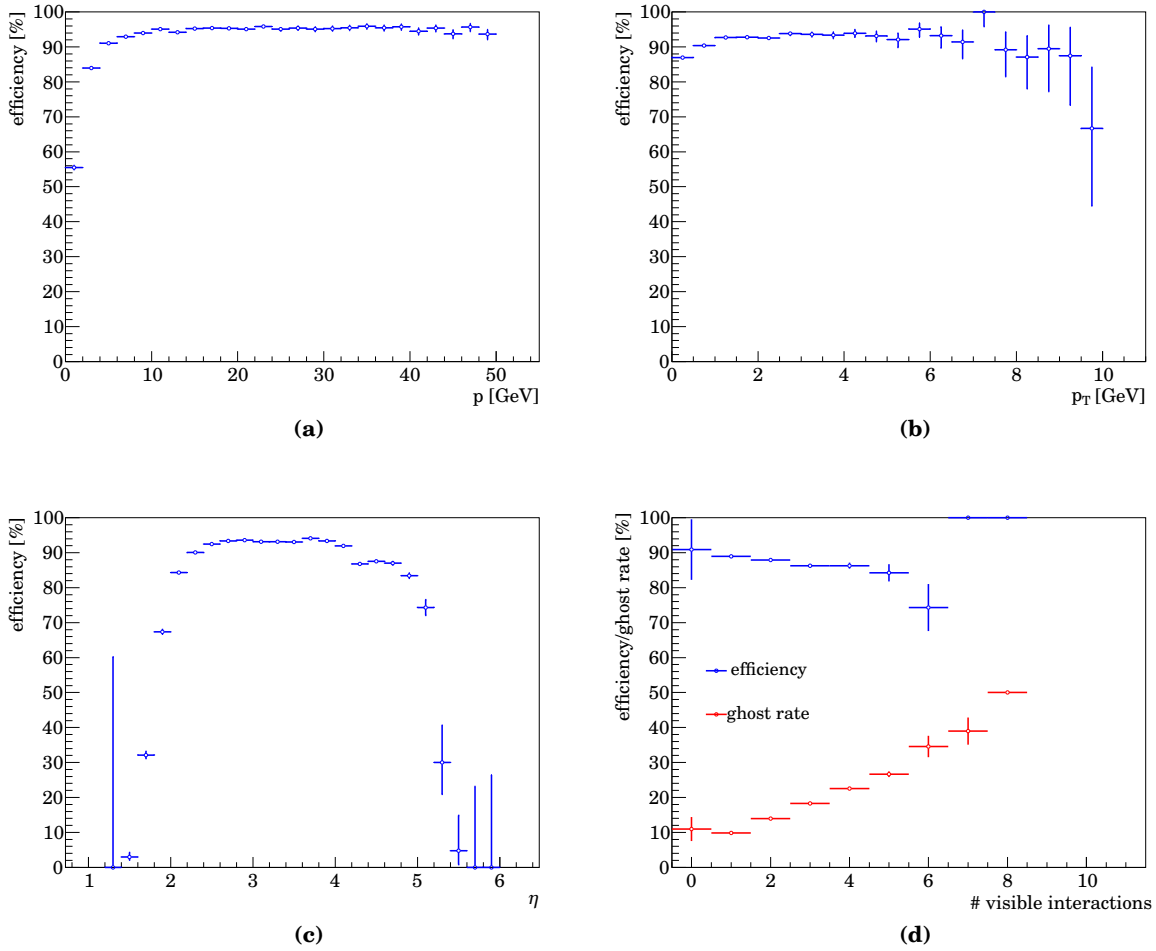 efficiency [%]
100
90
80
70
60
50
40
30
20
10
0
0 10 20 30 40 50
p [GeV]
(a)
efficiency [%]
100
90
80
70
60
50
40
30
20
10
0
0 2 4 6 8 10
p_T [GeV]
(b)
efficiency [%]
100
90
80
70
60
50
40
30
20
10
0
1 2 3 4 5 6
η
(c)
efficiency/ghost rate [%]
100
90
80
70
60
50
40
30
20
10
0
efficiency
ghost rate
0 2 4 6 8 10
# visible interactions
(d)